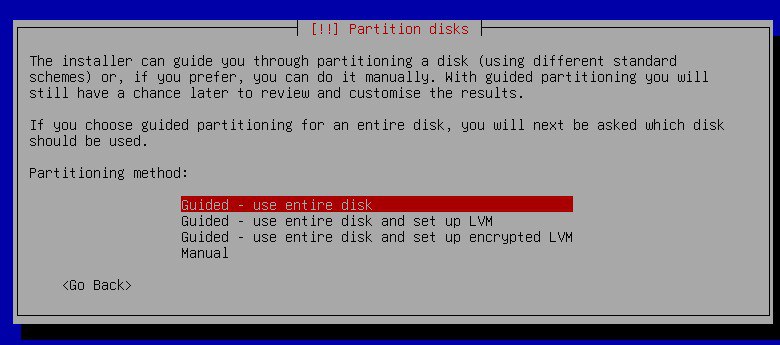 [!!] Partition disks
The installer can guide you through partitioning a disk (using different standard
schemes) or, if you prefer, you can do it manually. With guided partitioning you will
still have a chance later to review and customise the results.
If you choose guided partitioning for an entire disk, you will next be asked which disk
should be used.
Partitioning method:
Guided - use entire disk
Guided - use entire disk and set up LVM
Guided - use entire disk and set up encrypted LVM
Manual
<Go Back>